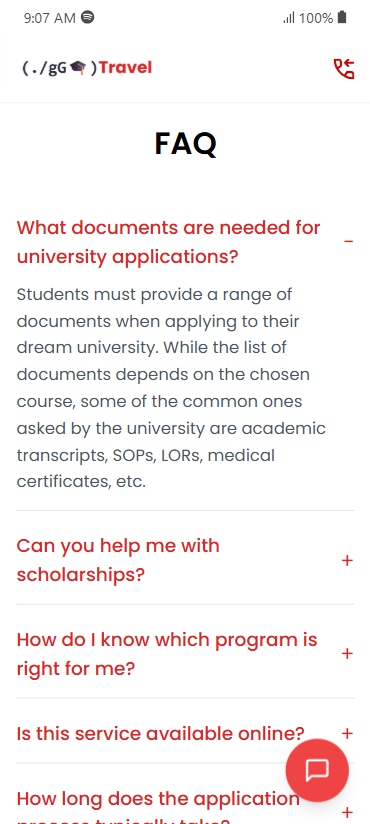 9:07 AM 100%
(./gG🎓)Travel
FAQ
What documents are needed for
university applications?
−
Students must provide a range of
documents when applying to their
dream university. While the list of
documents depends on the chosen
course, some of the common ones
asked by the university are academic
transcripts, SOPs, LORs, medical
certificates, etc.
Can you help me with
scholarships?
+
How do I know which program is
right for me?
+
Is this service available online?
+
How long does the application
process typically take?
+